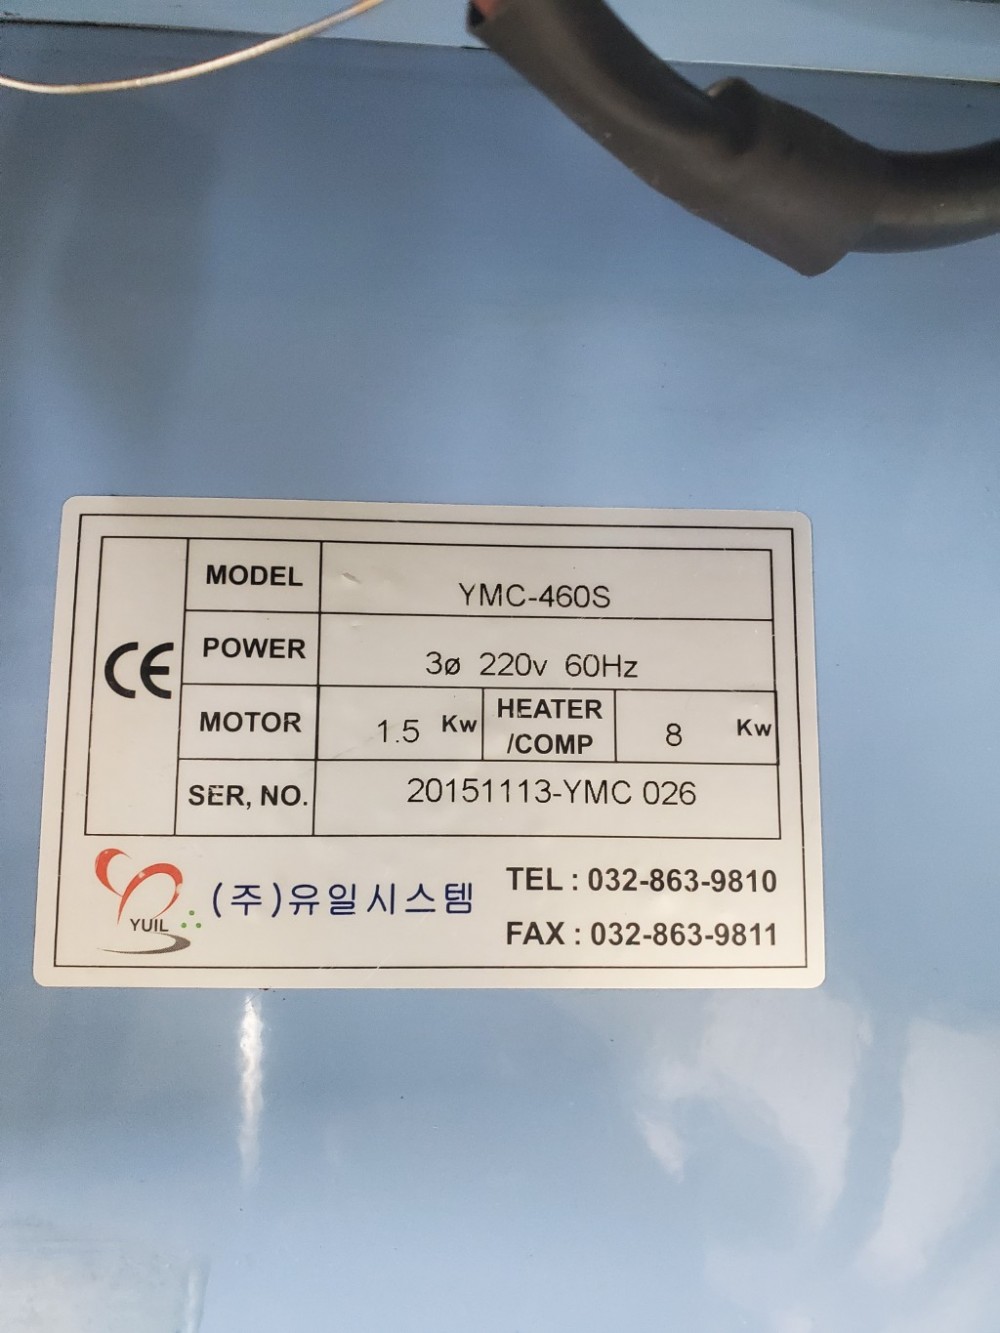 CE
MODEL YMC-460S
POWER 3ø 220v 60Hz
MOTOR 1.5 Kw HEATER /COMP 8 Kw
SER, NO. 20151113-YMC 026
YUIL (주)유일시스템
TEL : 032-863-9810
FAX : 032-863-9811